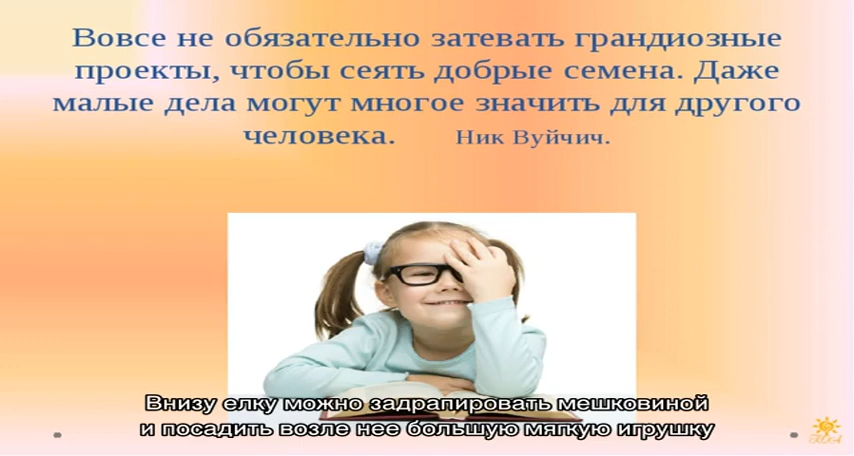 Вовсе не обязательно затевать грандиозные
проекты, чтобы сеять добрые семена. Даже
малые дела могут многое значить для другого
человека. Ник Вуйчич.
Внизу елку можно задрапировать мешковиной
и посадить возле нее большую мягкую игрушку